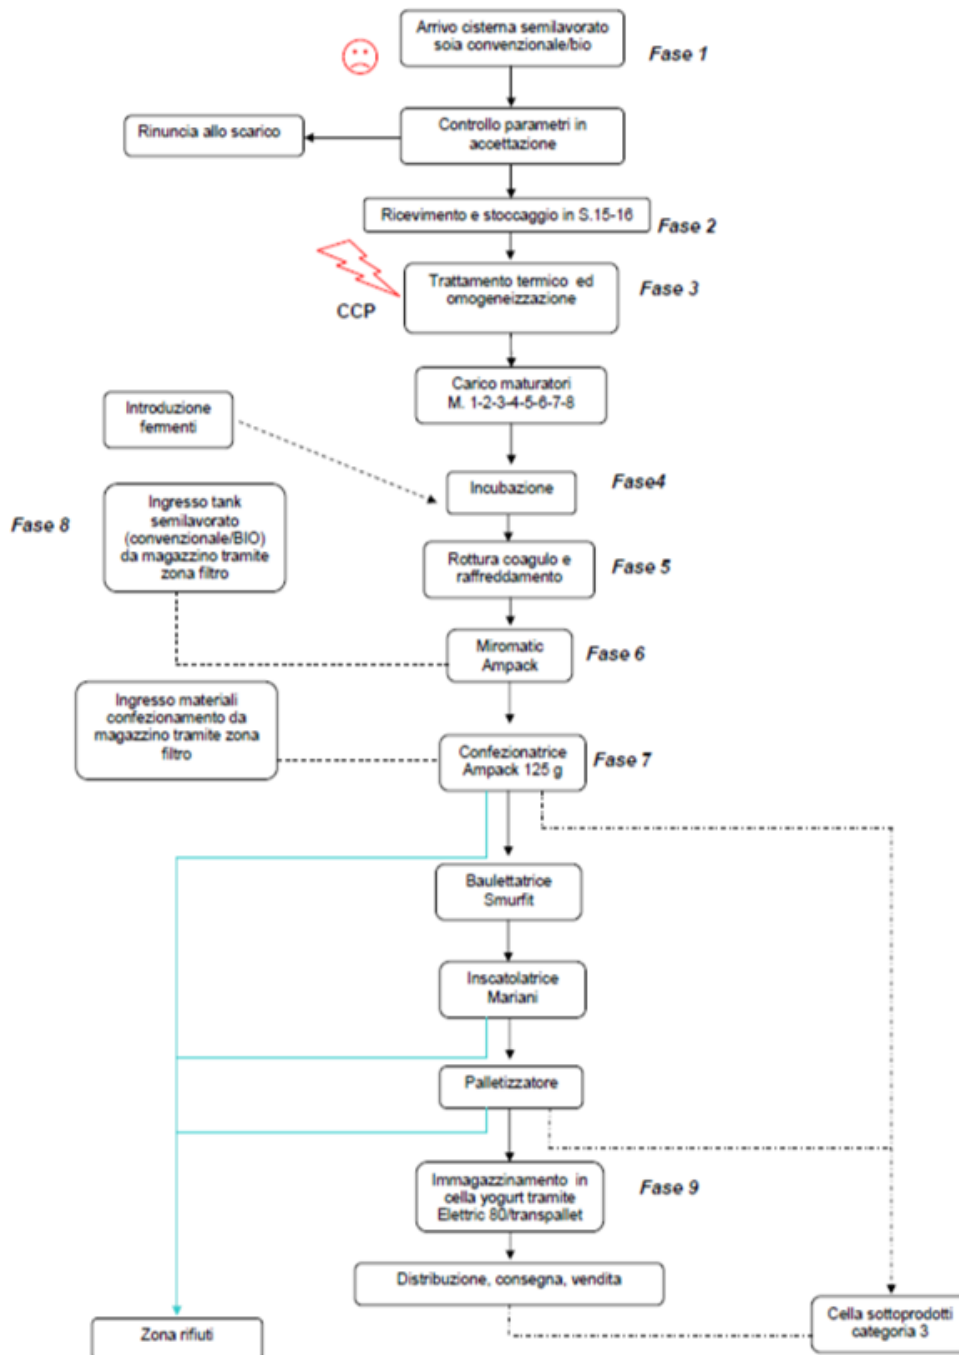 Arrivo cisterna semilavorato
soia convenzionale/bio
Fase 1
Rinuncia allo scarico
Controllo parametri in
accettazione
Ricevimento e stoccaggio in S.15-16
Fase 2
Trattamento termico ed
omogeneizzazione
Fase 3
CCP
Carico maturatori
M. 1-2-3-4-5-6-7-8
Introduzione
fermenti
Incubazione
Fase4
Fase 8
Ingresso tank
semilavorato
(convenzionale/BIO)
da magazzino tramite
zona filtro
Rottura coagulo e
raffreddamento
Fase 5
Miromatic
Ampack
Fase 6
Ingresso materiali
confezionamento da
magazzino tramite zona
filtro
Confezionatrice
Ampack 125 g
Fase 7
Baulettatrice
Smurfit
Inscatolatrice
Mariani
Palletizzatore
Immagazzinamento in
cella yogurt tramite
Elettric 80/transpallet
Fase 9
Distribuzione, consegna, vendita
Zona rifiuti
Cella sottoprodotti
categoria 3